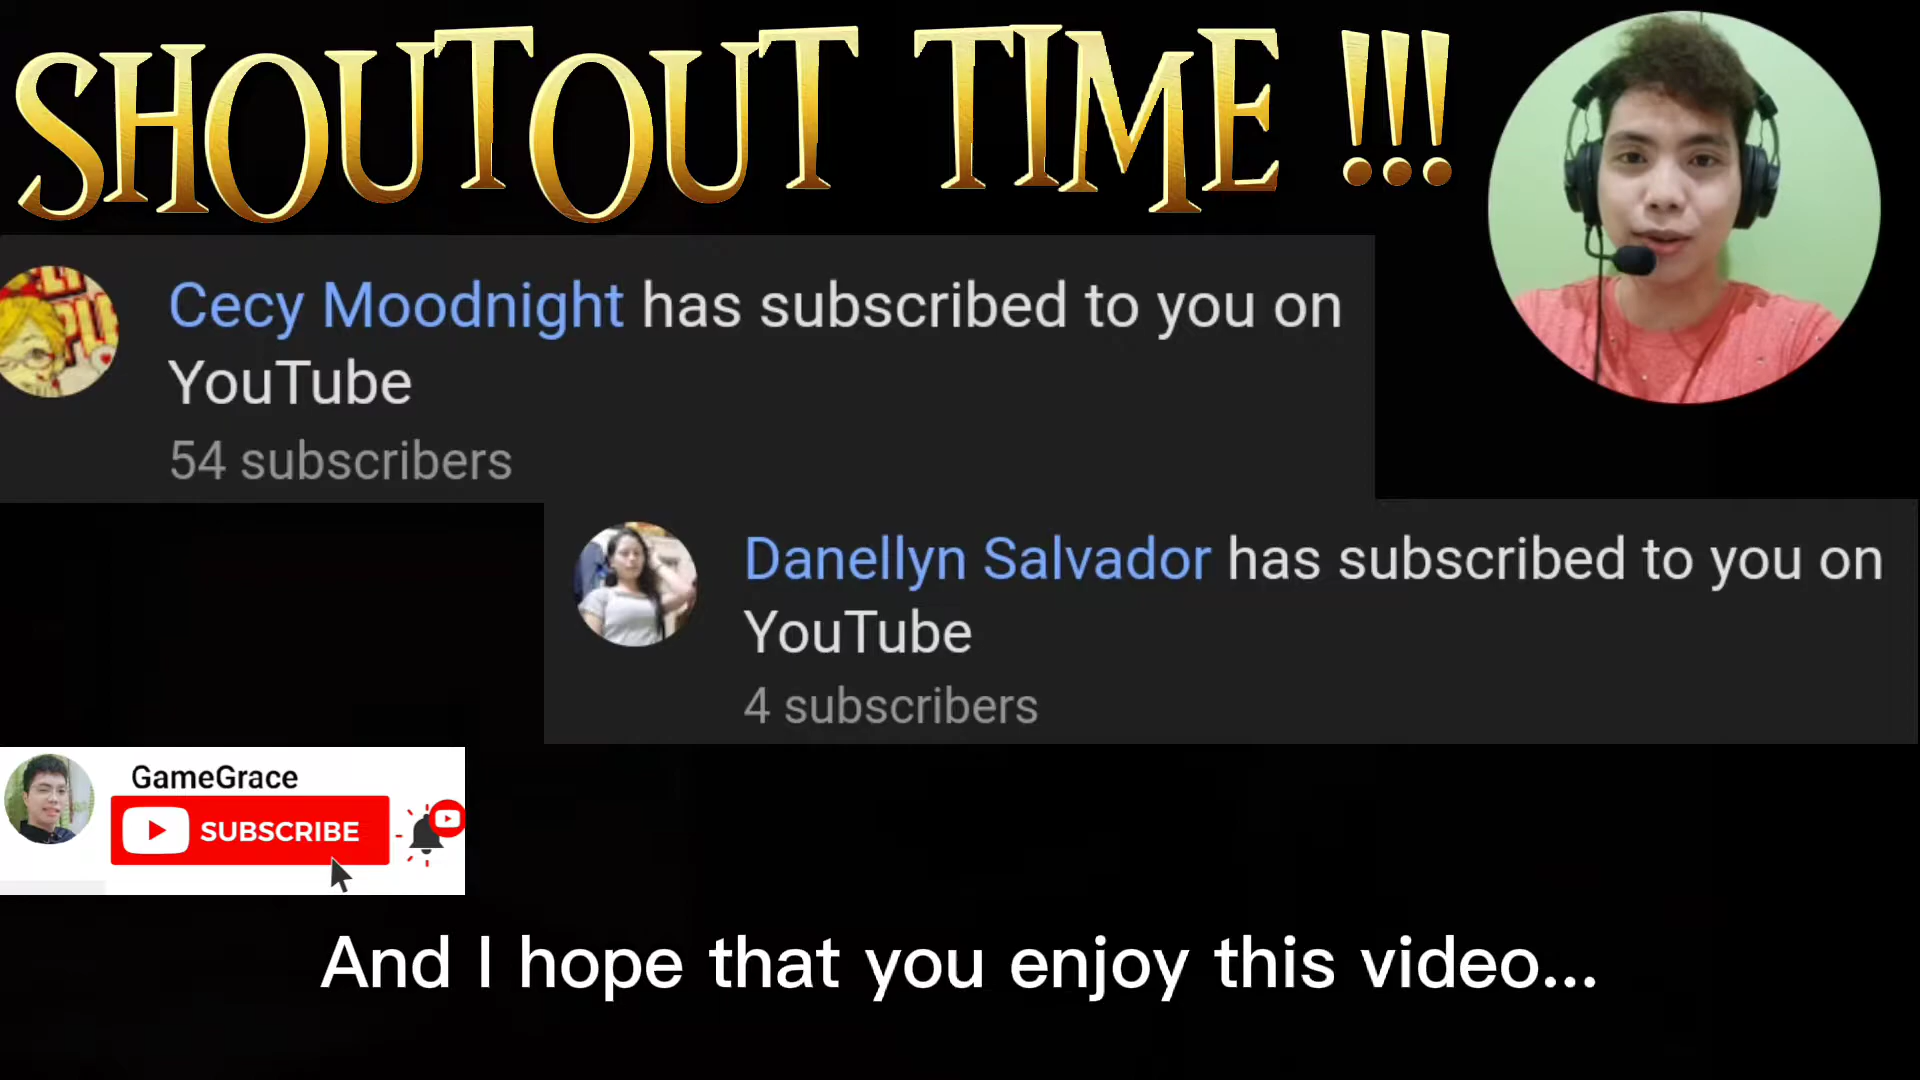 SHOUTOUT TIME !!!
Cecy Moodnight has subscribed to you on
YouTube
54 subscribers
Danellyn Salvador has subscribed to you on
YouTube
4 subscribers
GameGrace
SUBSCRIBE
And I hope that you enjoy this video...